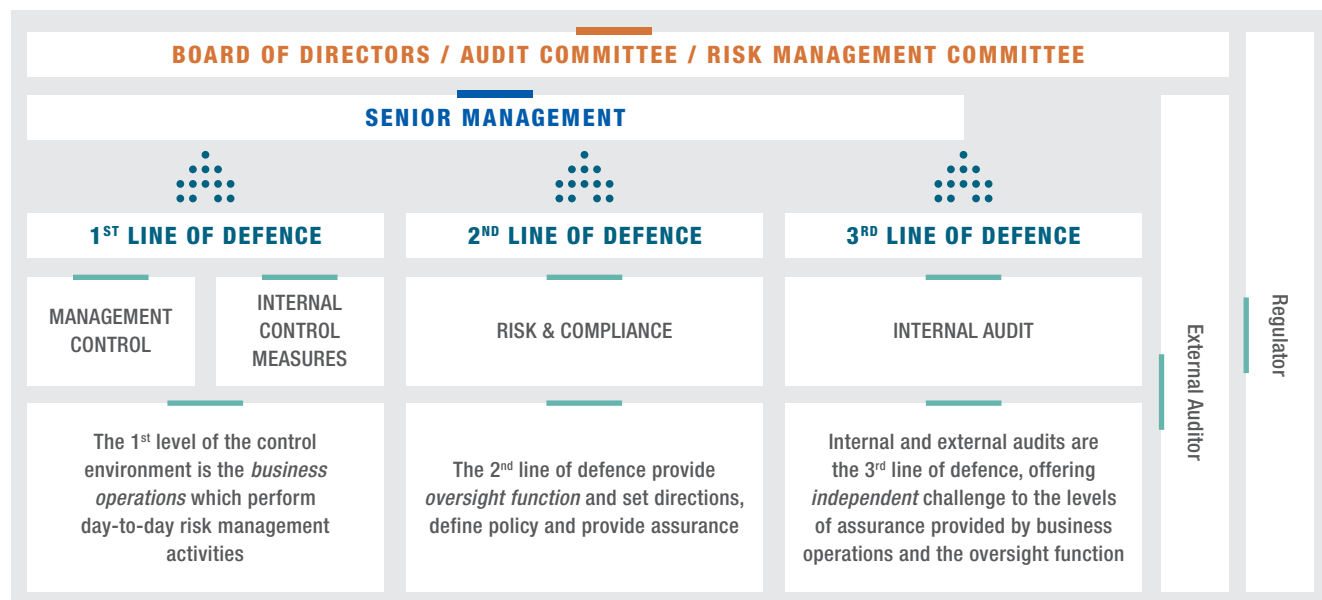 BOARD OF DIRECTORS / AUDIT COMMITTEE / RISK MANAGEMENT COMMITTEE
SENIOR MANAGEMENT
1ST LINE OF DEFENCE
MANAGEMENT
CONTROL
INTERNAL
CONTROL
MEASURES
The 1st level of the control
environment is the business
operations which perform
day-to-day risk management
activities
2ND LINE OF DEFENCE
RISK & COMPLIANCE
The 2nd line of defence provide
oversight function and set directions,
define policy and provide assurance
3RD LINE OF DEFENCE
INTERNAL AUDIT
Internal and external audits are
the 3rd line of defence, offering
independent challenge to the levels
of assurance provided by business
operations and the oversight function
External Auditor
Regulator